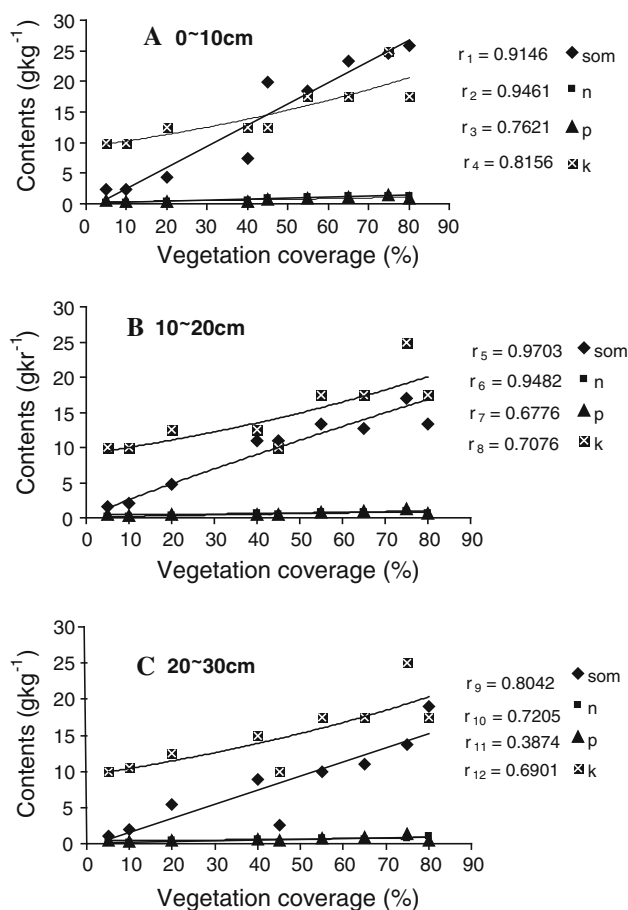 A 0~10cm
Contents (gkg⁻¹)
30
25
20
15
10
5
0
0 10 20 30 40 50 60 70 80 90
Vegetation coverage (%)
r₁ = 0.9146 som
r₂ = 0.9461 n
r₃ = 0.7621 p
r₄ = 0.8156 k
B 10~20cm
Contents (gkr⁻¹)
30
25
20
15
10
5
0
0 10 20 30 40 50 60 70 80 90
Vegetation coverage (%)
r₅ = 0.9703 som
r₆ = 0.9482 n
r₇ = 0.6776 p
r₈ = 0.7076 k
C 20~30cm
Contents (gkg⁻¹)
30
25
20
15
10
5
0
0 10 20 30 40 50 60 70 80 90
Vegetation coverage (%)
r₉ = 0.8042 som
r₁₀ = 0.7205 n
r₁₁ = 0.3874 p
r₁₂ = 0.6901 k